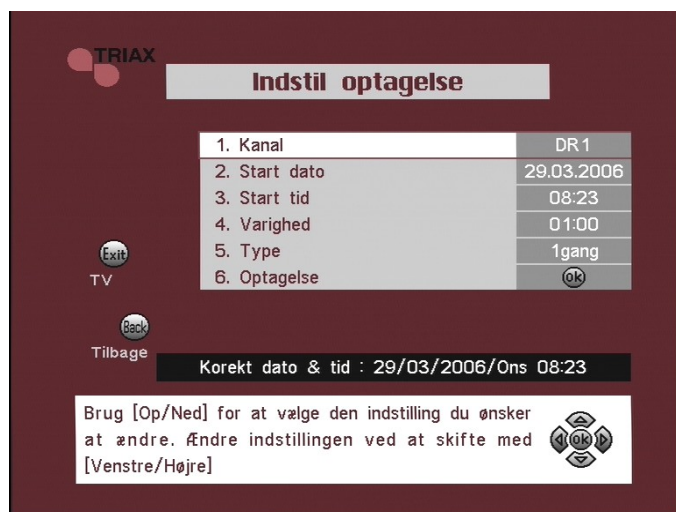 TRIAX
Indstil optagelse
1. Kanal DR1
2. Start dato 29.03.2006
3. Start tid 08:23
4. Varighed 01:00
5. Type 1gang
6. Optagelse ok
Exit
TV
Back
Tilbage
Korekt dato & tid : 29/03/2006/Ons 08:23
Brug [Op/Ned] for at vælge den indstilling du ønsker
at ændre. Ændre indstillingen ved at skifte med
[Venstre/Højre]
ok